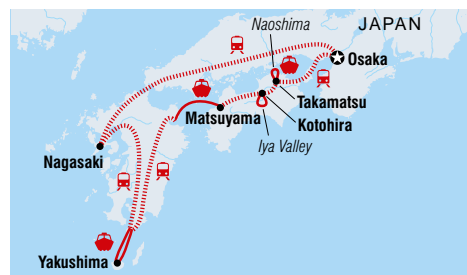 Naoshima
JAPAN
Osaka
Takamatsu
Matsuyama
Kotohira
Iya Valley
Nagasaki
Yakushima